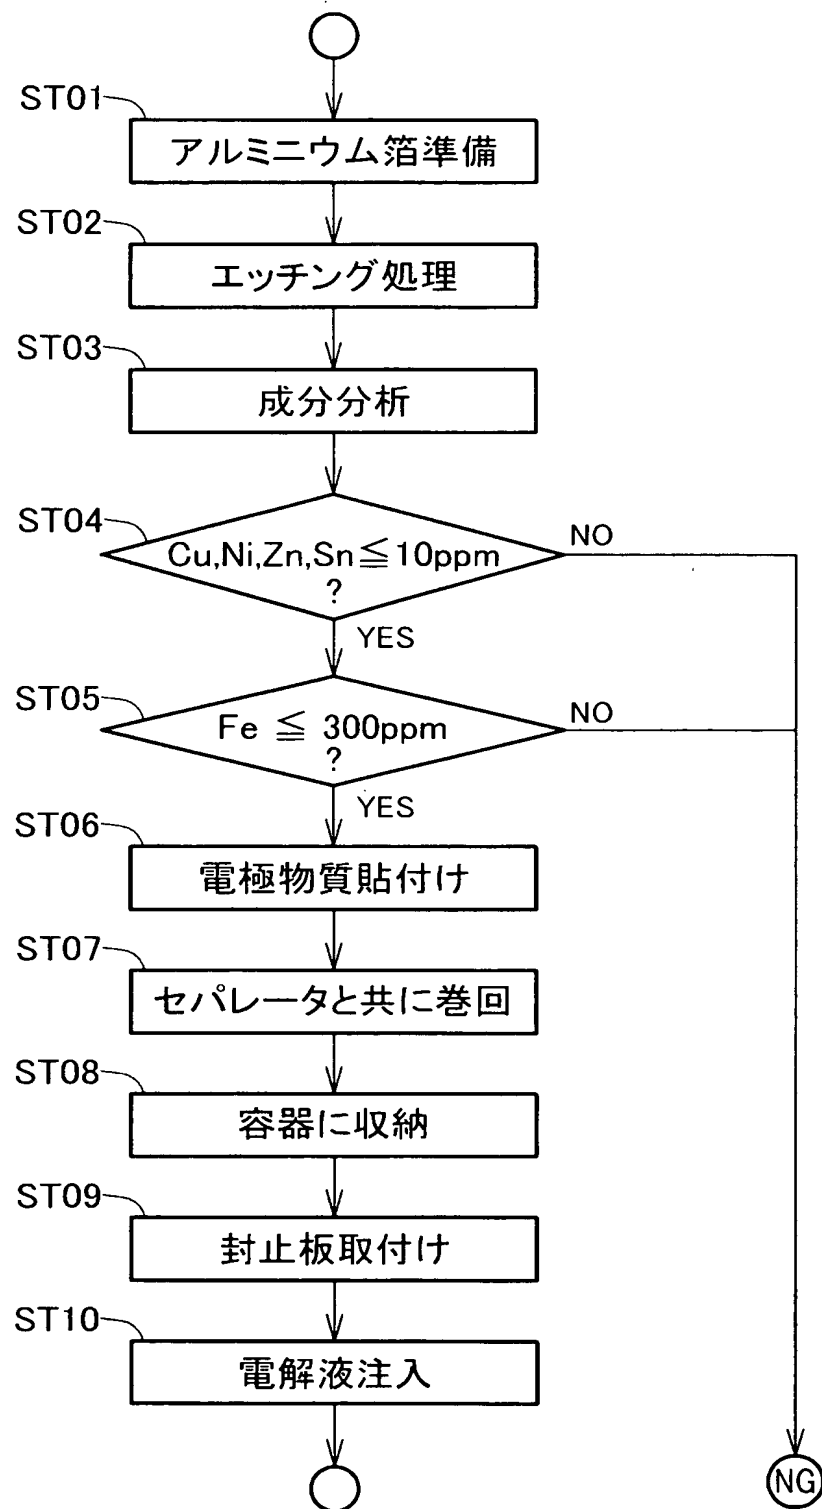 ST01
アルミニウム箔準備
ST02
エッチング処理
ST03
成分分析
ST04
Cu,Ni,Zn,Sn≦10ppm
?
NO
YES
ST05
Fe ≦ 300ppm
?
NO
YES
ST06
電極物質貼付け
ST07
セパレータと共に巻回
ST08
容器に収納
ST09
封止板取付け
ST10
電解液注入
NG